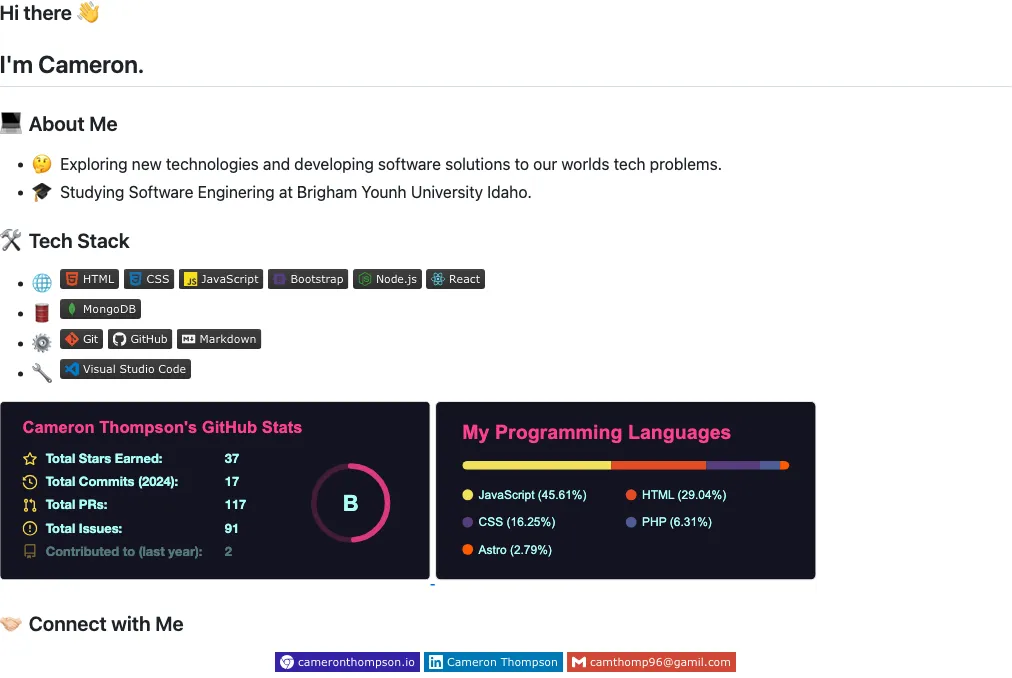 Hi there 👋
I'm Cameron.
💻 About Me
🤔 Exploring new technologies and developing software solutions to our worlds tech problems.
🎓 Studying Software Enginering at Brigham Younh University Idaho.
🛠 Tech Stack
🌐 HTML CSS JavaScript Bootstrap Node.js React
🛢 MongoDB
⚙️ Git GitHub Markdown
🔧 Visual Studio Code
Cameron Thompson's GitHub Stats
Total Stars Earned: 37
Total Commits (2024): 17
Total PRs: 117
Total Issues: 91
Contributed to (last year): 2
B
My Programming Languages
JavaScript (45.61%) HTML (29.04%)
CSS (16.25%) PHP (6.31%)
Astro (2.79%)
🤝🏻 Connect with Me
cameronthompson.io Cameron Thompson camthomp96@gamil.com